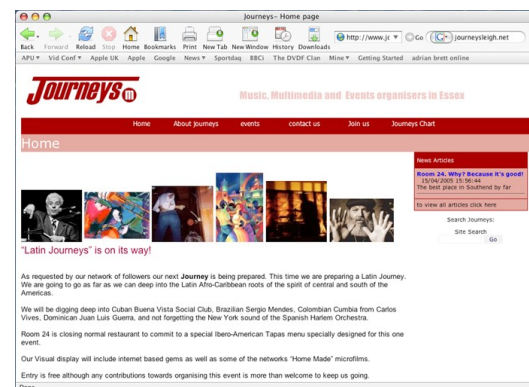 Journeys- Home page
Back Forward Reload Stop Home Bookmarks Print New Tab New Window History Downloads http://www.jc Go journeysleigh.net
APU Vid Conf Apple UK Apple Google News Sportdaq BBCi The DVDF Clan Mine Getting Started adrian brett online
Journeys m
Music, Multimedia and Events organisers in Essex
Home About journeys events contact us Join us Journeys Chart
Home
News Articles
Room 24. Why? Because it's good!
15/04/2005 15:56:44
The best place in Southend by far
to view all articles click here
Search Journeys:
Site Search
Go
"Latin Journeys" is on its way!
As requested by our network of followers our next Journey is being prepared. This time we are preparing a Latin Journey.
We are going to go as far as we can deep into the Latin Afro-Caribbean roots of the spirit of central and south of the
Americas.
We will be digging deep into Cuban Buena Vista Social Club, Brazilian Sergio Mendes, Colombian Cumbia from Carlos
Vives, Dominican Juan Luis Guerra, and not forgetting the New York sound of the Spanish Harlem Orchestra.
Room 24 is closing normal restaurant to commit to a special Ibero-American Tapas menu specially designed for this one
event.
Our Visual display will include internet based gems as well as some of the networks "Home Made" microfilms.
Entry is free although any contributions towards organising this event is more than welcome to keep us going.